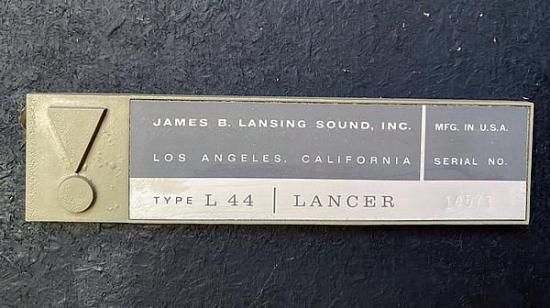 JAMES B. LANSING SOUND, INC.
LOS ANGELES, CALIFORNIA
MFG. IN U.S.A.
SERIAL NO.
TYPE L 44 | LANCER